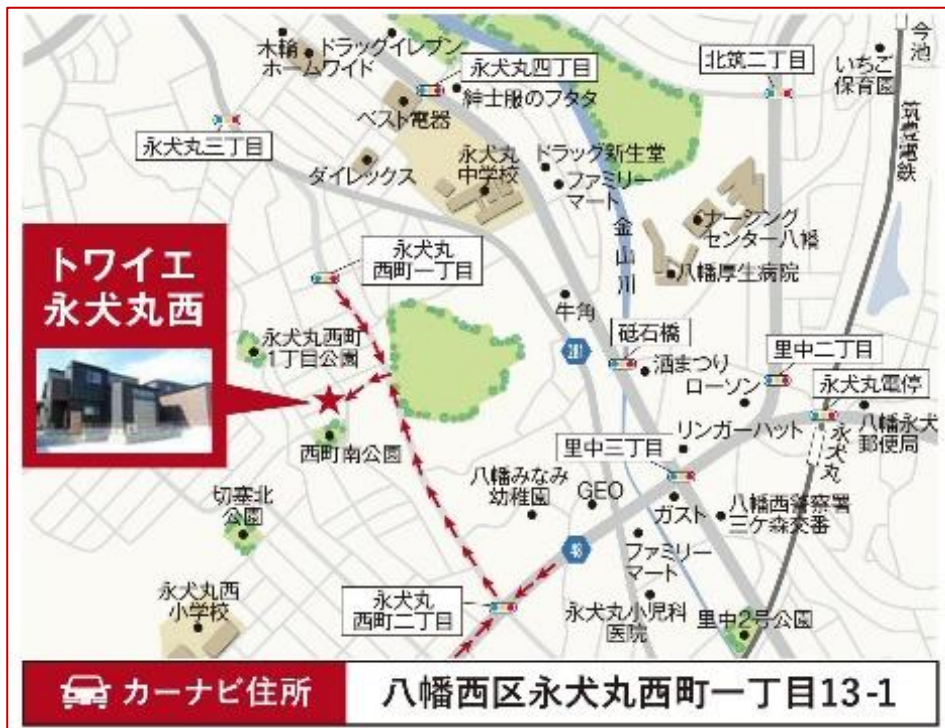 今池
木輪
ドラッグイレブン
ホームワイド
永犬丸四丁目
北筑二丁目
いちご
保育園
紳士服のフタタ
ベスト電器
筑豊電鉄
永犬丸三丁目
ダイレックス
永犬丸
中学校
ドラッグ新生堂
ファミリー
マート
金山川
ナーシング
センター八幡
八幡厚生病院
トワイエ
永犬丸西
永犬丸
西町一丁目
牛角
永犬丸西町
1丁目公園
281
砥石橋
酒まつり
里中二丁目
ローソン
永犬丸電停
西町南公園
里中三丁目
リンガーハット
永犬丸
八幡永犬
郵便局
切塞北
公園
八幡みなみ
幼稚園
GEO
ガスト
八幡西警察署
三ケ森交番
48
ファミリー
マート
永犬丸西
小学校
永犬丸
西町二丁目
永犬丸小児科
医院
里中2号公園
カーナビ住所
八幡西区永犬丸西町一丁目13-1